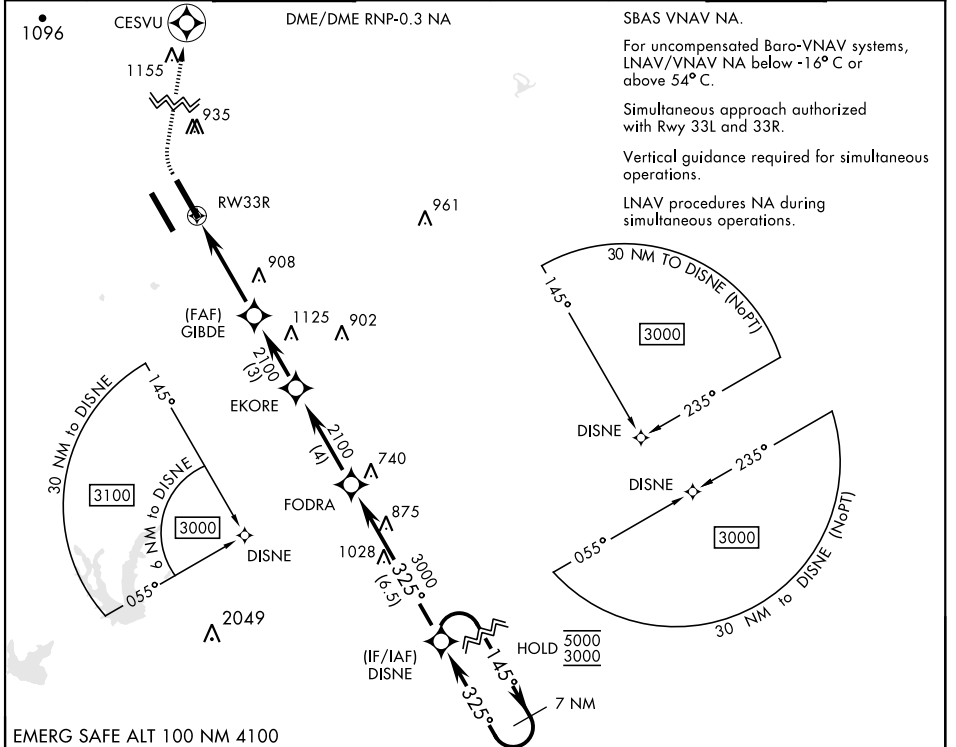 1096
CESVU
DME/DME RNP-0.3 NA
SBAS VNAV NA.
For uncompensated Baro-VNAV systems,
LNAV/VNAV NA below -16° C or
above 54° C.
Simultaneous approach authorized
with Rwy 33L and 33R.
Vertical guidance required for simultaneous
operations.
LNAV procedures NA during
simultaneous operations.
1155
935
RW33R
961
908
(FAF)
GIBDE
1125
902
2100
(3)
EKORE
2100
(4)
740
FODRA
875
1028
3000
325°
(6.5)
(IF/IAF)
DISNE
HOLD 5000
3000
145°
325°
7 NM
30 NM TO DISNE (NoPT)
145°
3000
235°
DISNE
DISNE
235°
055°
3000
30 NM to DISNE (NoPT)
30 NM to DISNE
145°
3100
6 NM to DISNE
3000
DISNE
055°
2049
EMERG SAFE ALT 100 NM 4100